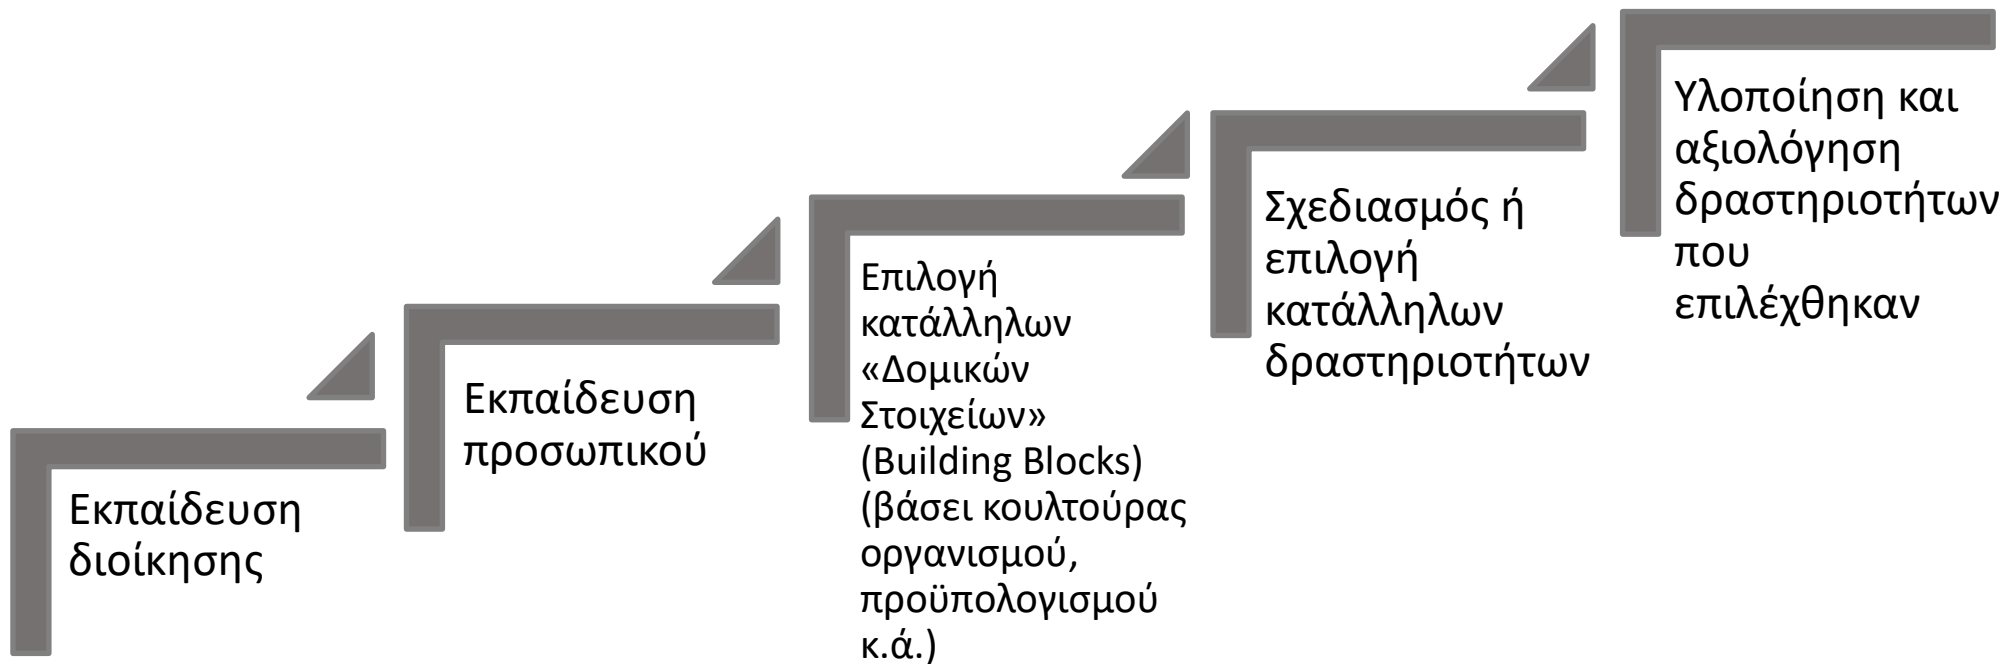 Εκπαίδευση
διοίκησης
Εκπαίδευση
προσωπικού
Επιλογή
κατάλληλων
«Δομικών
Στοιχείων»
(Building Blocks)
(βάσει κουλτούρας
οργανισμού,
προϋπολογισμού
κ.ά.)
Σχεδιασμός ή
επιλογή
κατάλληλων
δραστηριοτήτων
Υλοποίηση και
αξιολόγηση
δραστηριοτήτων
που
επιλέχθηκαν